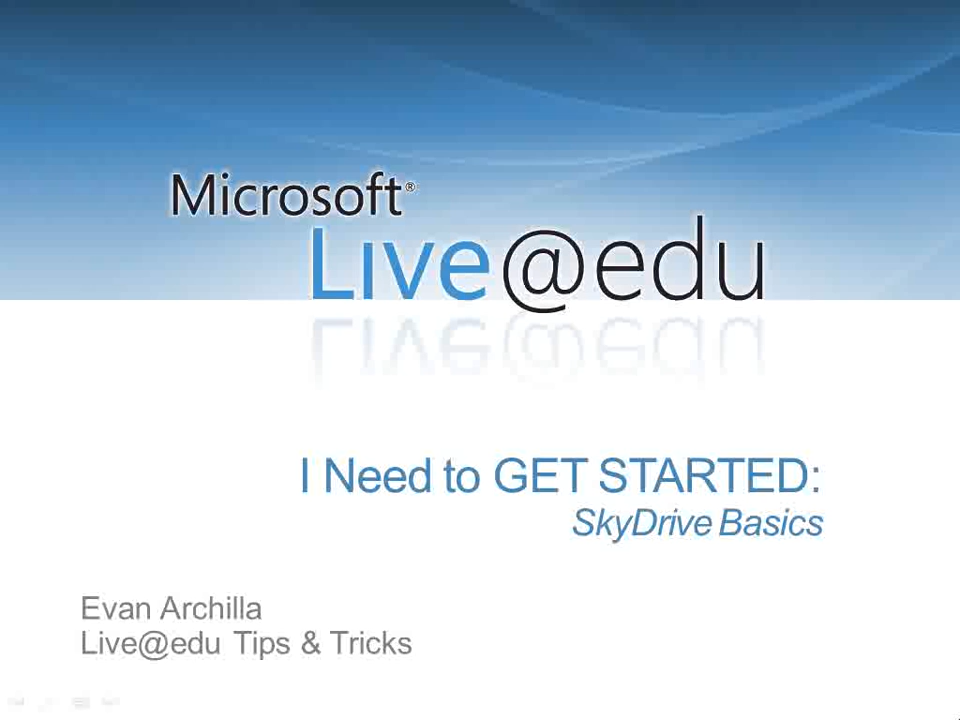 Microsoft®
Live@edu
I Need to GET STARTED:
SkyDrive Basics
Evan Archilla
Live@edu Tips & Tricks